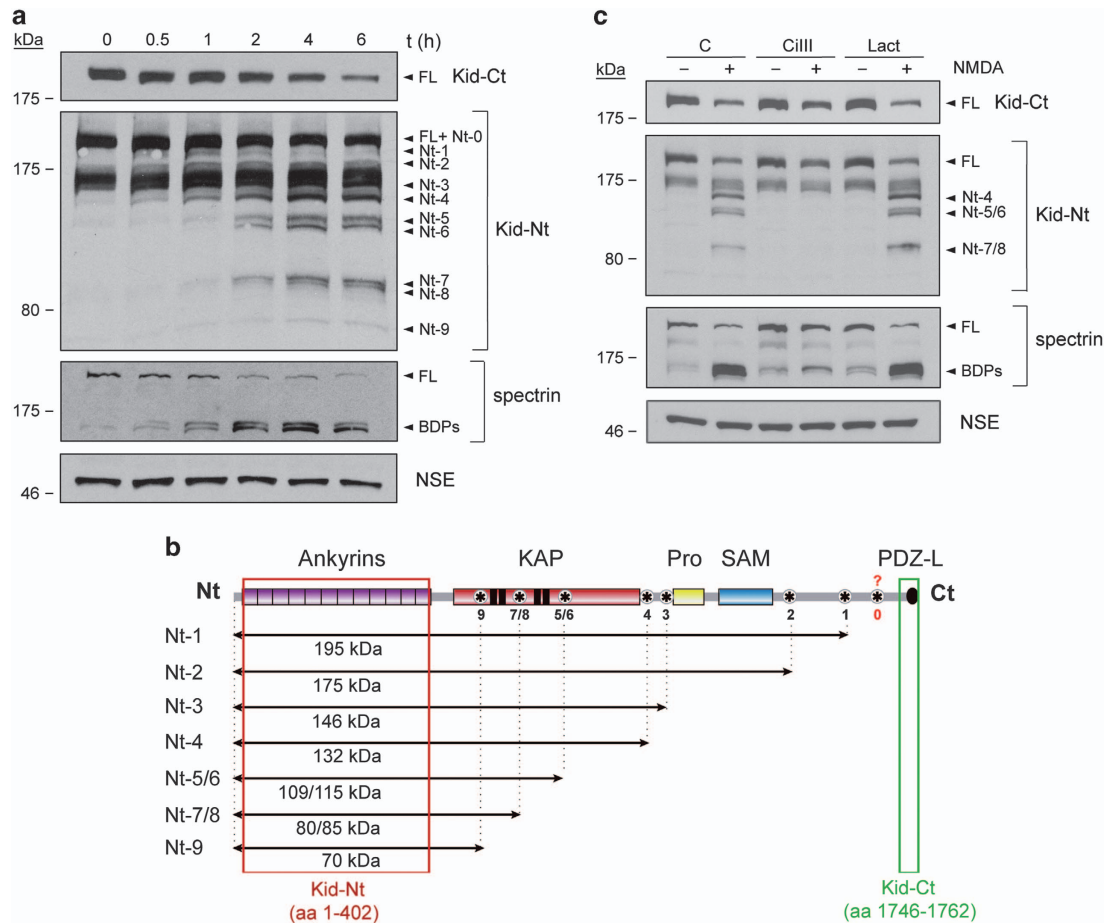 a
kDa 0 0.5 1 2 4 6 t (h)
FL Kid-Ct
175
FL+ Nt-0
Nt-1
Nt-2
175
Nt-3
Nt-4
Nt-5
Nt-6
Kid-Nt
Nt-7
Nt-8
80
Nt-9
FL
spectrin
175
BDPs
NSE
46
c
C CiIII Lact
kDa – + – + – + NMDA
FL Kid-Ct
175
FL
175
Nt-4
Nt-5/6
Kid-Nt
Nt-7/8
80
FL
spectrin
175
BDPs
NSE
46
b
Ankyrins KAP Pro SAM PDZ-L
?
Nt Ct
9 7/8 5/6 4 3 2 1 0
Nt-1
195 kDa
Nt-2
175 kDa
Nt-3
146 kDa
Nt-4
132 kDa
Nt-5/6
109/115 kDa
Nt-7/8
80/85 kDa
Nt-9
70 kDa
Kid-Nt
(aa 1-402)
Kid-Ct
(aa 1746-1762)